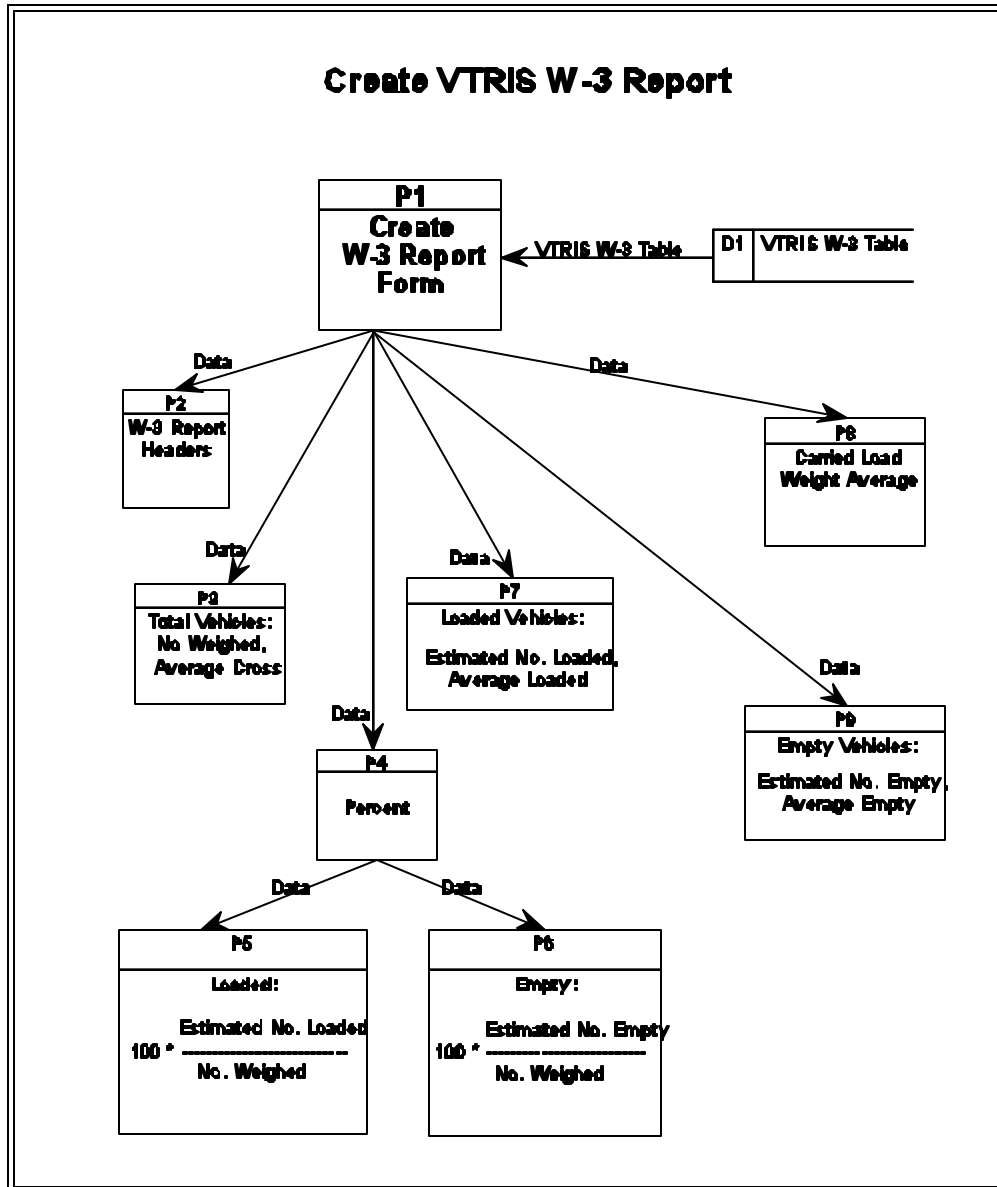 Create VTRIS W-3 Report
P1
Create
W-3 Report
Form
VTRIS W-3 Table
D1 VTRIS W-3 Table
Data
Data
P2
W-3 Report
Headers
P8
Carried Load
Weight Average
Data
Data
P3
Total Vehicles:
No Weighed,
Average Gross
P7
Loaded Vehicles:
Estimated No. Loaded,
Average Loaded
Data
P9
Empty Vehicles:
Estimated No. Empty,
Average Empty
Data
P4
Percent
Data
Data
P5
Loaded:
Estimated No. Loaded
100 * ----------------------------
No. Weighed
P6
Empty:
Estimated No. Empty
100 * ---------------------------
No. Weighed